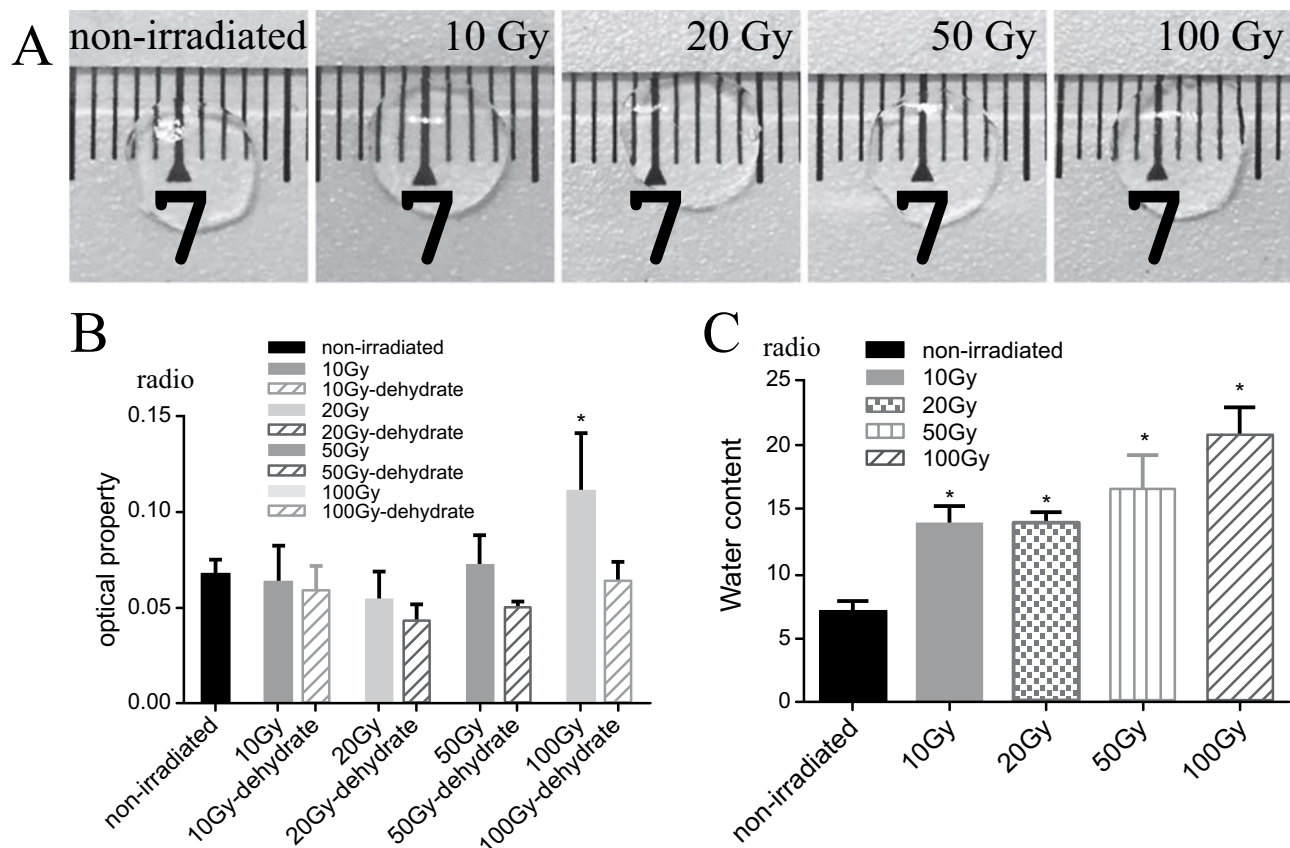 A
non-irradiated
10 Gy
20 Gy
50 Gy
100 Gy
7
7
7
7
7
B
radio
non-irradiated
10Gy
10Gy-dehydrate
20Gy
20Gy-dehydrate
50Gy
50Gy-dehydrate
100Gy
100Gy-dehydrate
optical property
0.15
0.10
0.05
0.00
*
non-irradiated
10Gy
10Gy-dehydrate
20Gy
20Gy-dehydrate
50Gy
50Gy-dehydrate
100Gy
100Gy-dehydrate
C
radio
non-irradiated
10Gy
20Gy
50Gy
100Gy
Water content
25
20
15
10
5
0
*
*
*
*
non-irradiated
10Gy
20Gy
50Gy
100Gy